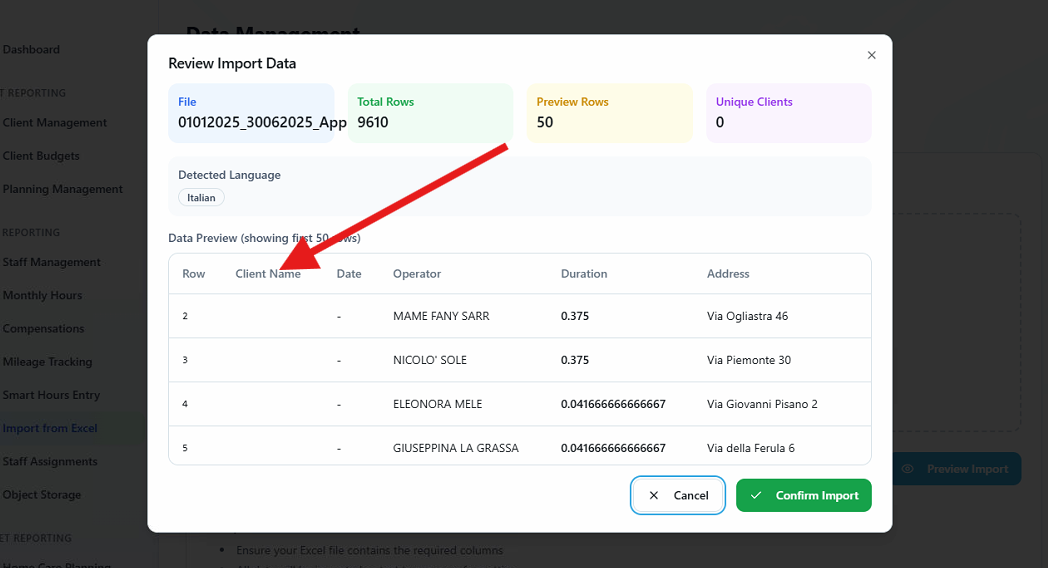 Data Management
Dashboard
T REPORTING
Client Management
Client Budgets
Planning Management
REPORTING
Staff Management
Monthly Hours
Compensations
Mileage Tracking
Smart Hours Entry
Import from Excel
Staff Assignments
Object Storage
ET REPORTING
Home Care Planning
Review Import Data
File
01012025_30062025_App
Total Rows
9610
Preview Rows
50
Unique Clients
0
Detected Language
Italian
Data Preview (showing first 50 rows)
Row Client Name Date Operator Duration Address
2 - MAME FANY SARR 0.375 Via Ogliastra 46
3 - NICOLO' SOLE 0.375 Via Piemonte 30
4 - ELEONORA MELE 0.041666666666667 Via Giovanni Pisano 2
5 - GIUSEPPINA LA GRASSA 0.041666666666667 Via della Ferula 6
Cancel
Confirm Import
Preview Import
Ensure your Excel file contains the required columns